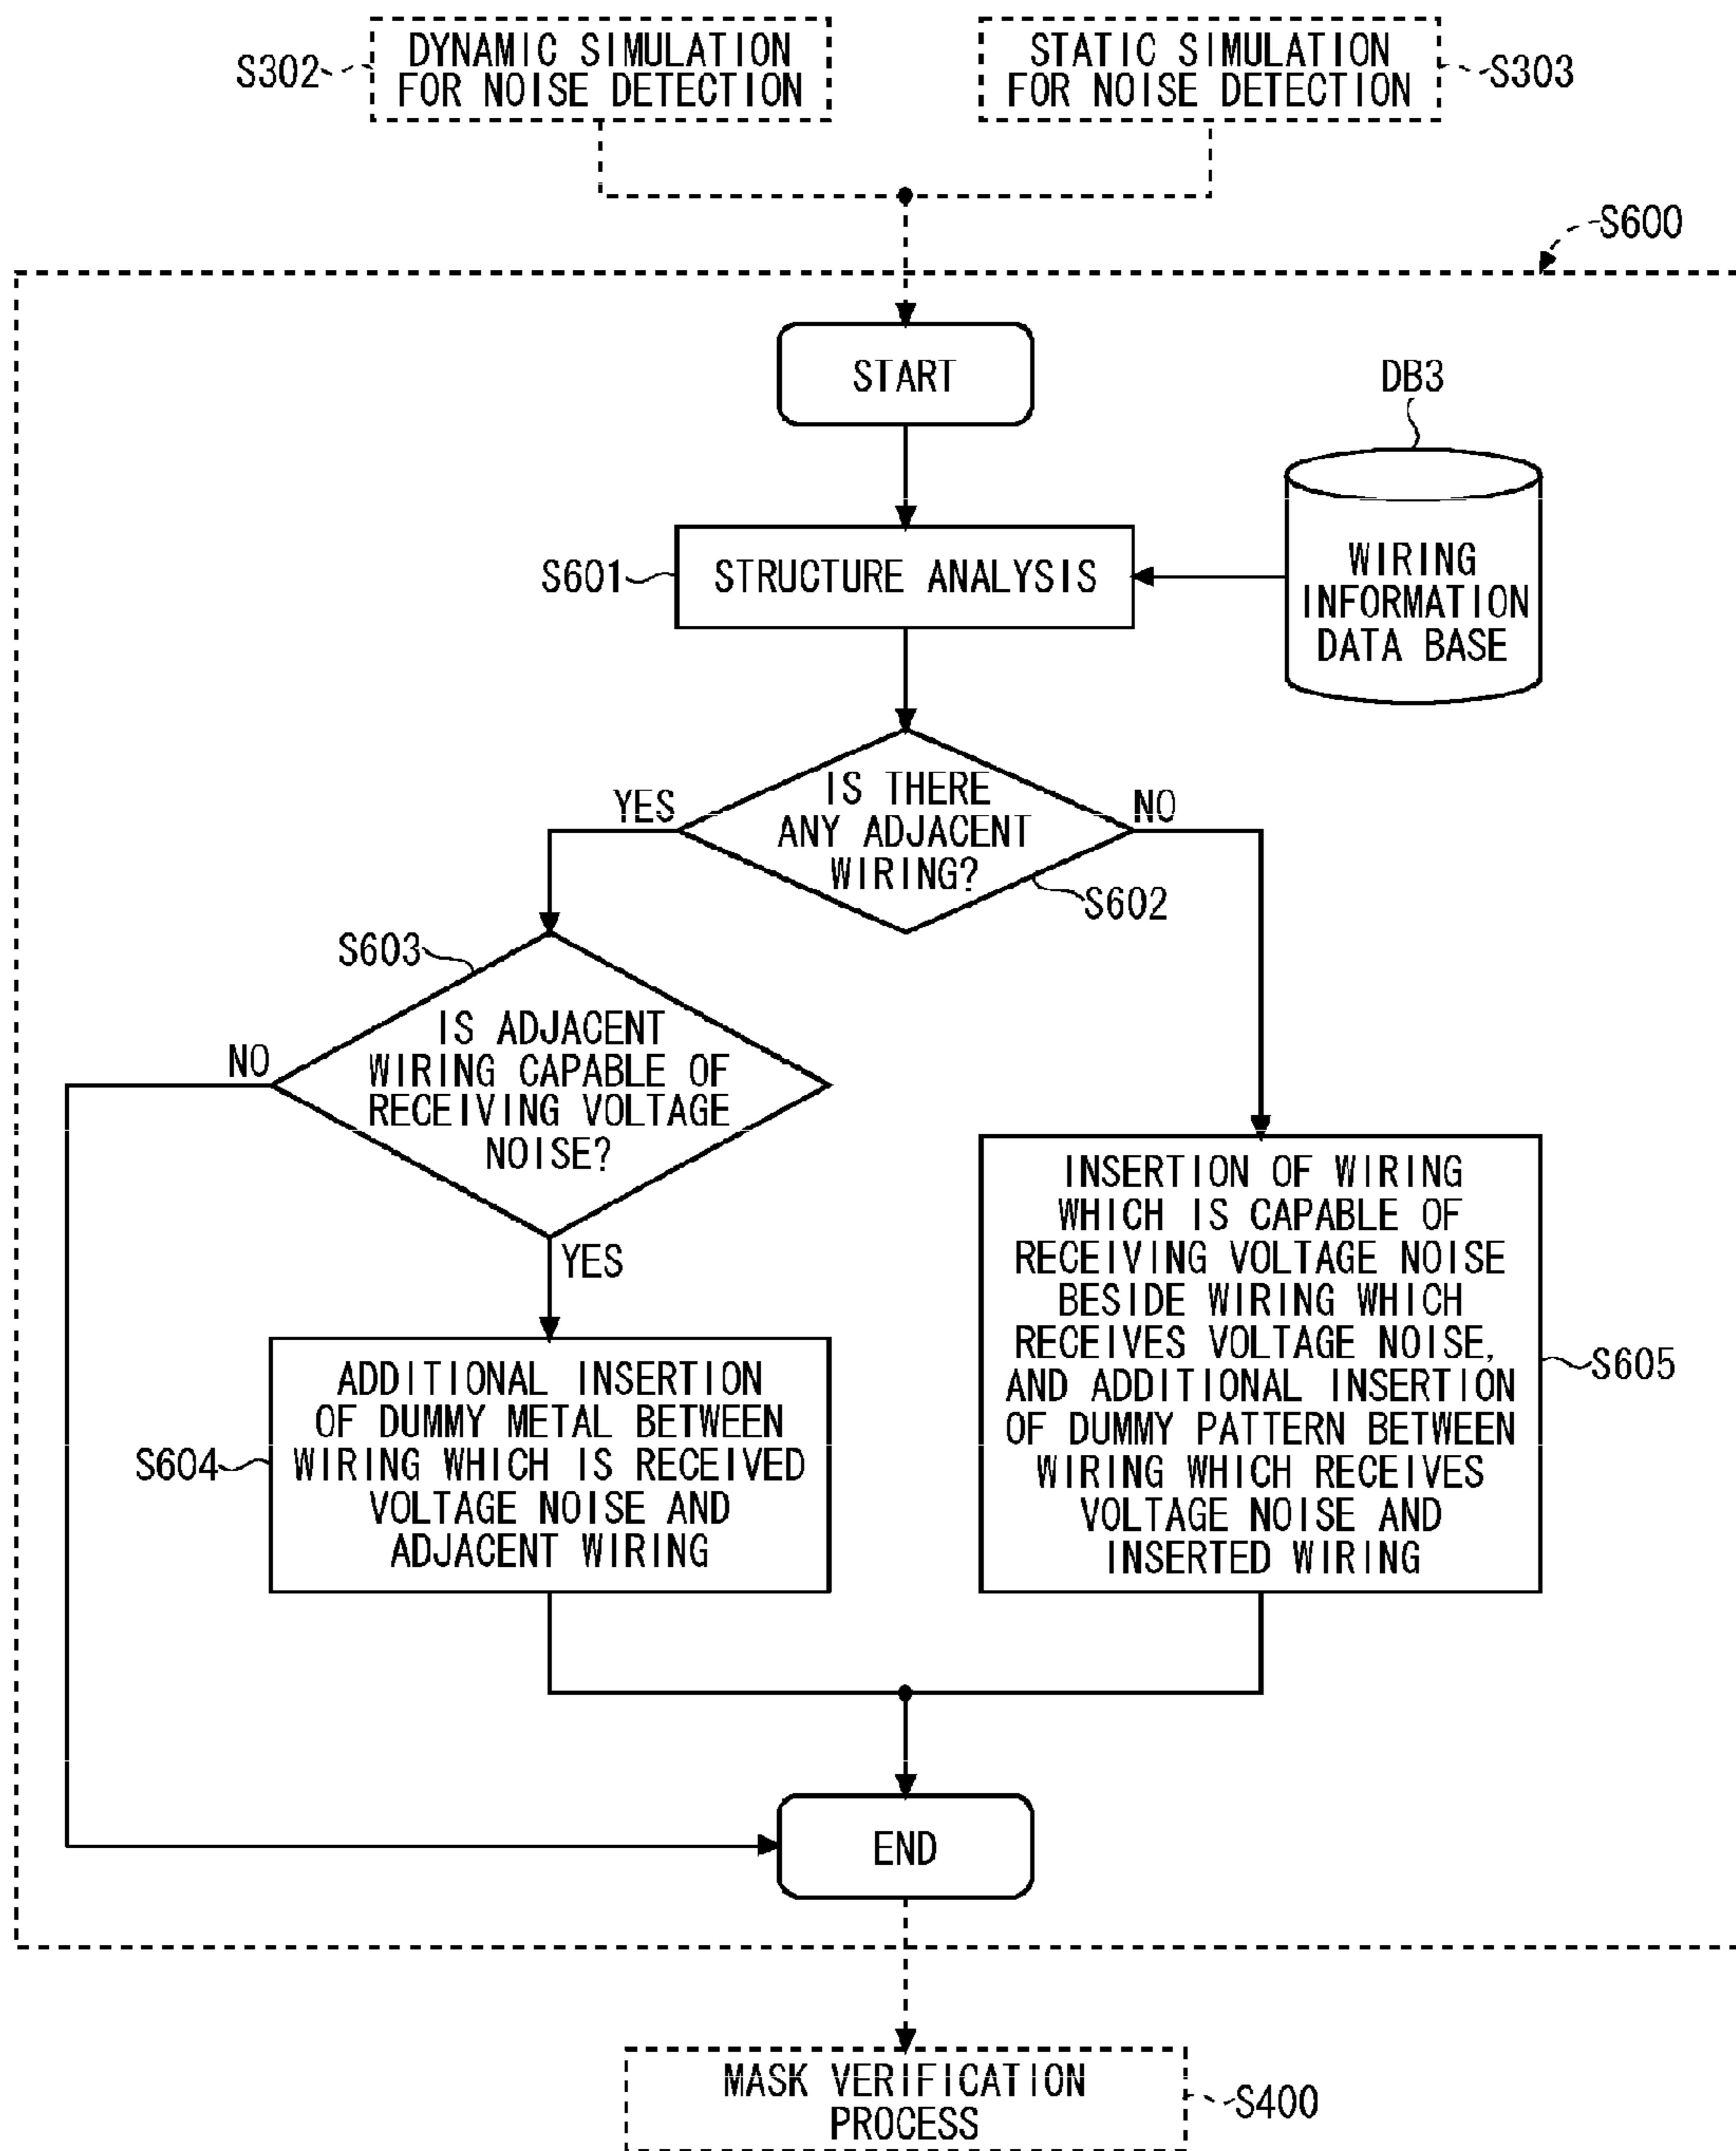 DYNAMIC SIMULATION
FOR NOISE DETECTION
S302
STATIC SIMULATION
FOR NOISE DETECTION
S303
S600
START
DB3
WIRING
INFORMATION
DATA BASE
S601
STRUCTURE ANALYSIS
IS THERE
ANY ADJACENT
WIRING?
YES
NO
S602
S603
IS ADJACENT
WIRING CAPABLE OF
RECEIVING VOLTAGE
NOISE?
NO
YES
S604
ADDITIONAL INSERTION
OF DUMMY METAL BETWEEN
WIRING WHICH IS RECEIVED
VOLTAGE NOISE AND
ADJACENT WIRING
INSERTION OF WIRING
WHICH IS CAPABLE OF
RECEIVING VOLTAGE NOISE
BESIDE WIRING WHICH
RECEIVES VOLTAGE NOISE,
AND ADDITIONAL INSERTION
OF DUMMY PATTERN BETWEEN
WIRING WHICH RECEIVES
VOLTAGE NOISE AND
INSERTED WIRING
S605
END
MASK VERIFICATION
PROCESS
S400